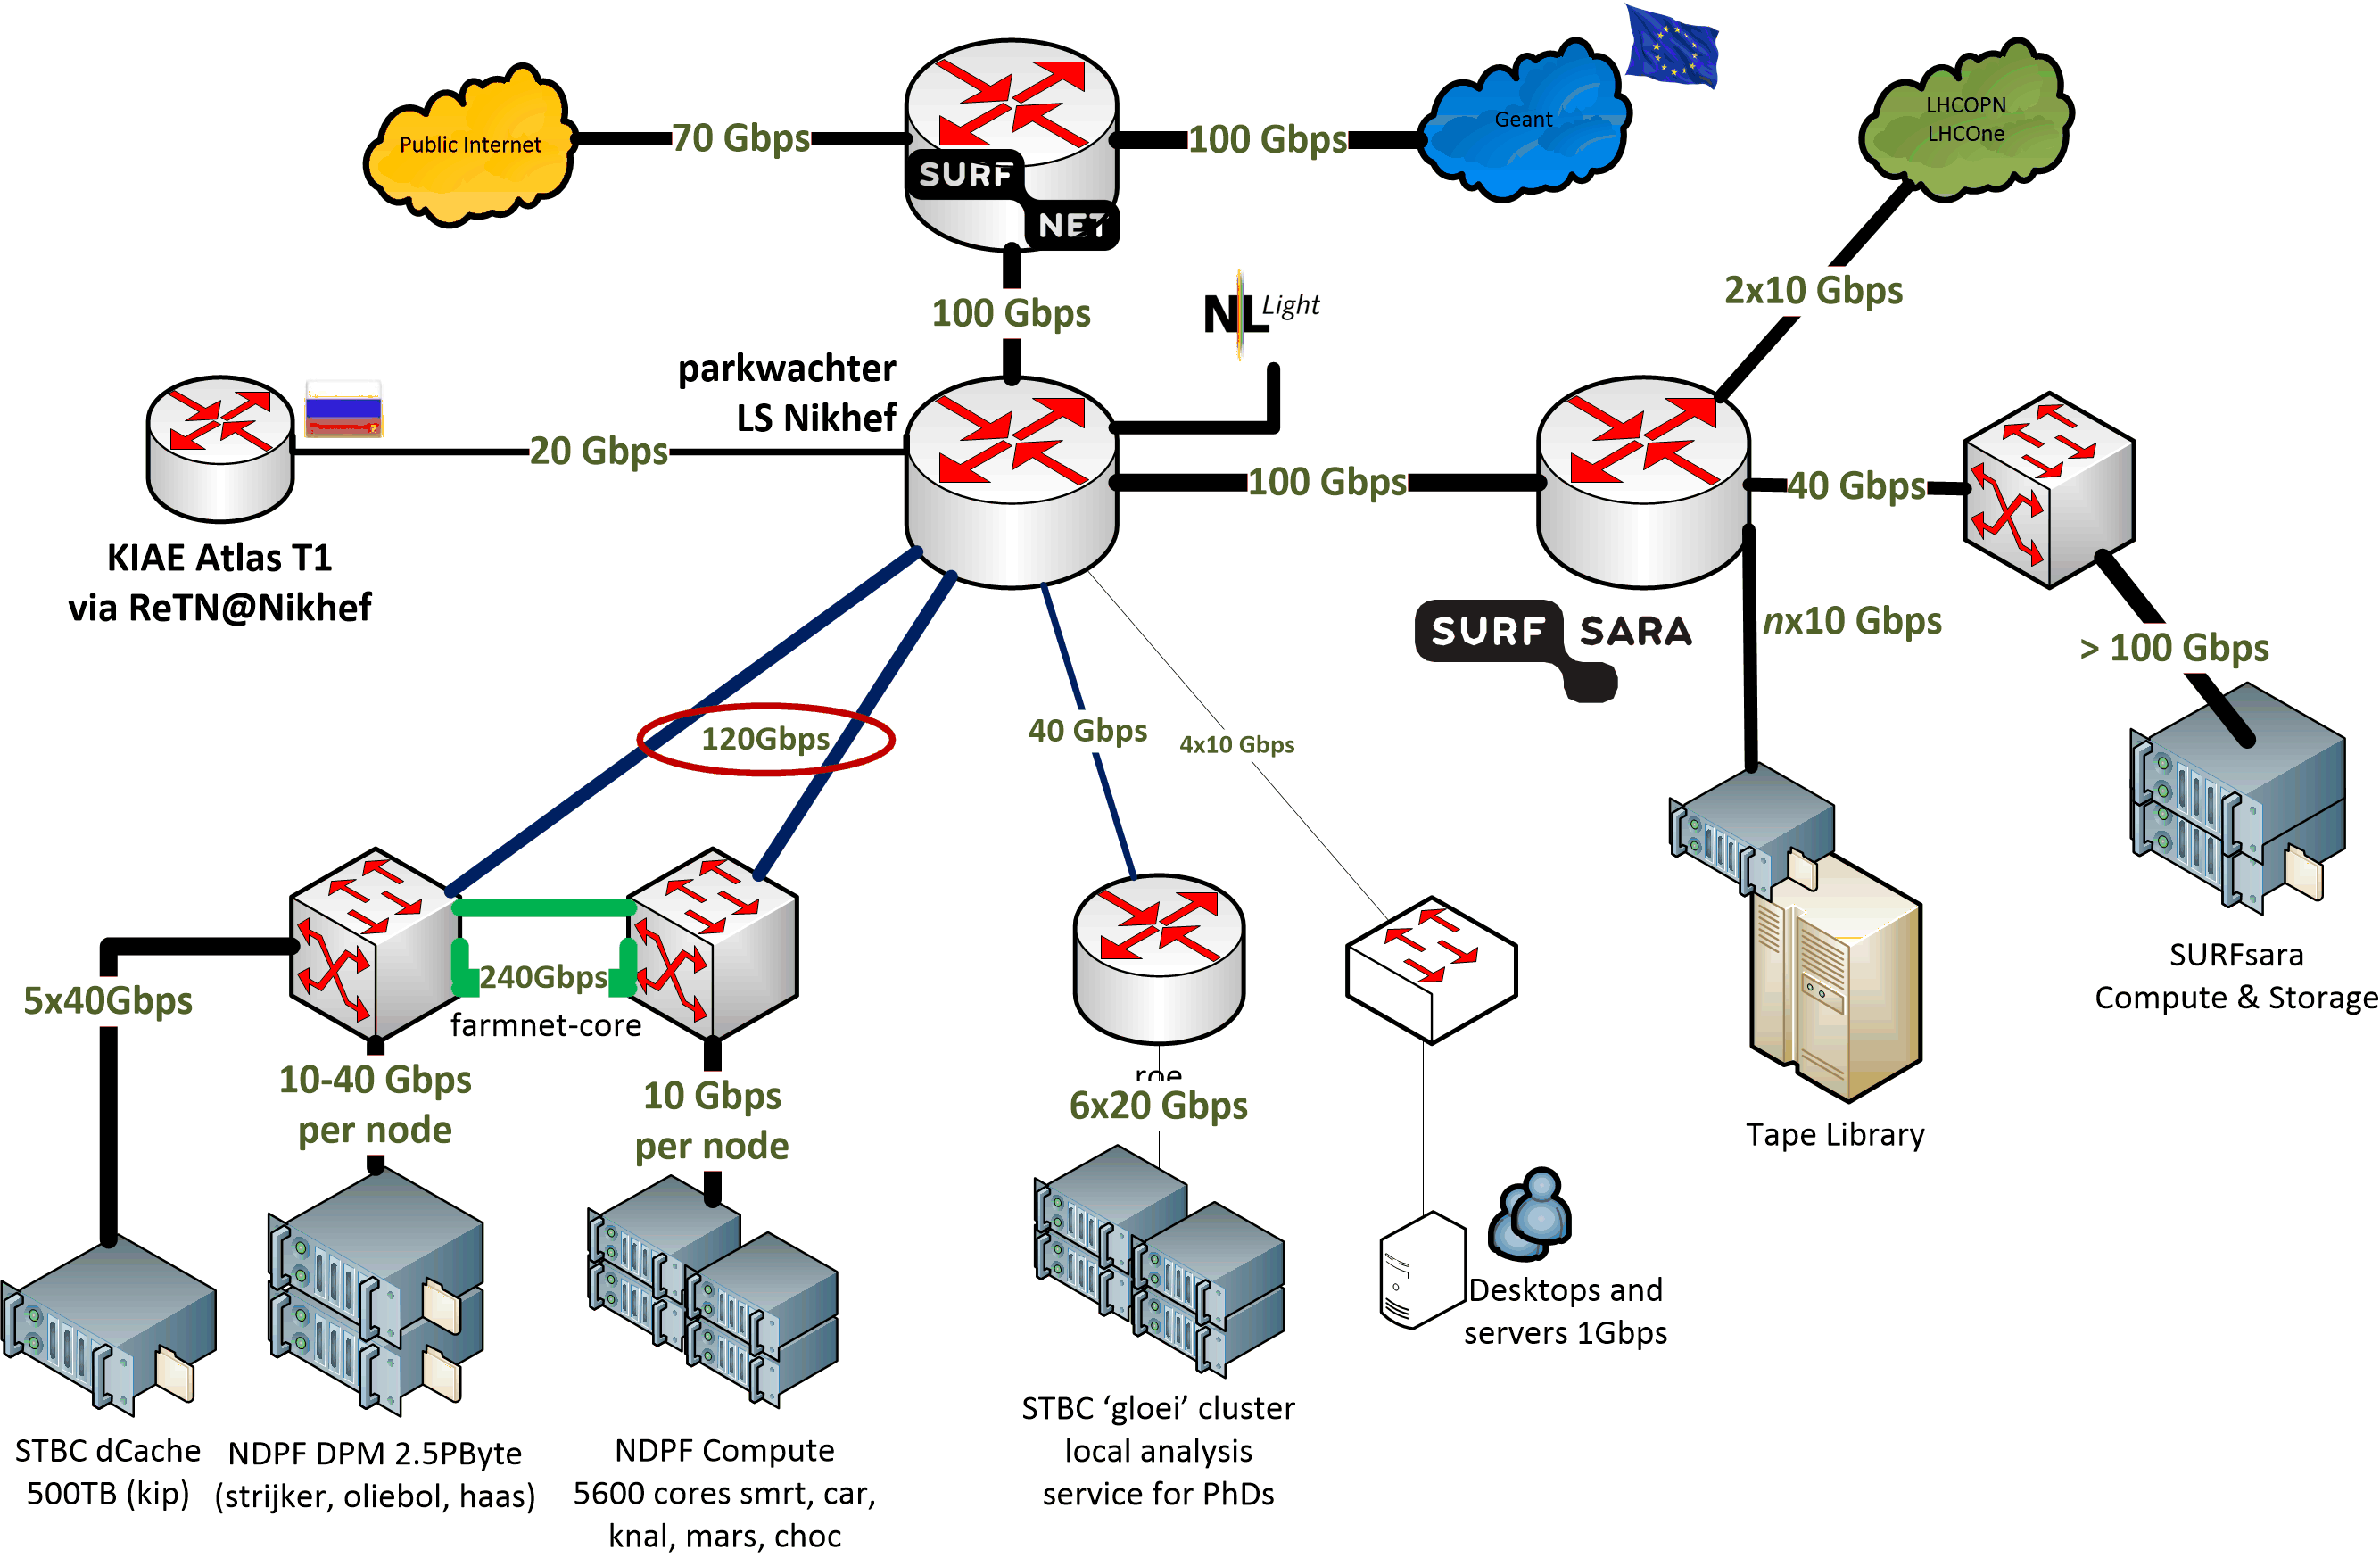 Public Internet
70 Gbps
SURF
NET
100 Gbps
Geant
LHCOPN
LHCOne
2x10 Gbps
100 Gbps
NL Light
parkwachter
LS Nikhef
20 Gbps
KIAE Atlas T1
via ReTN@Nikhef
100 Gbps
40 Gbps
SURF SARA
nx10 Gbps
> 100 Gbps
120Gbps
40 Gbps
4x10 Gbps
5x40Gbps
240Gbps
farmnet-core
10-40 Gbps
per node
10 Gbps
per node
roe
6x20 Gbps
Tape Library
SURFsara
Compute & Storage
Desktops and
servers 1Gbps
STBC dCache
500TB (kip)
NDPF DPM 2.5PByte
(strijker, oliebol, haas)
NDPF Compute
5600 cores smrt, car,
knal, mars, choc
STBC ‘gloei’ cluster
local analysis
service for PhDs